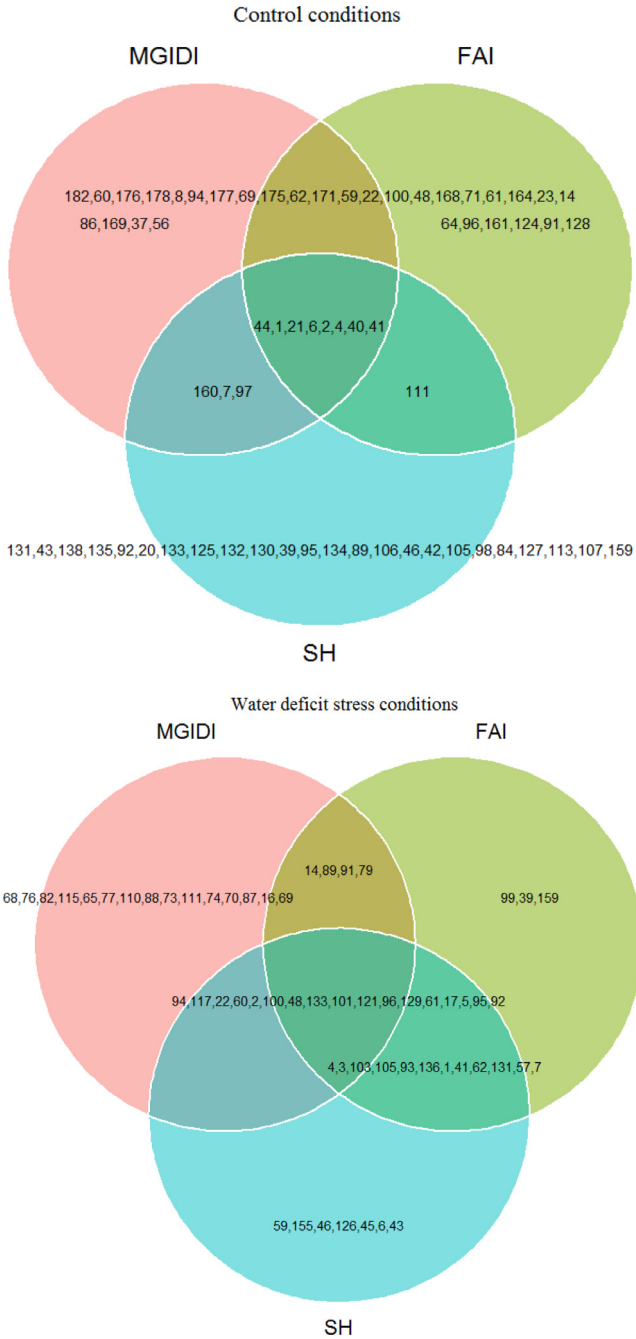 Control conditions
MGIDI FAI
182,60,176,178,8,94,177,69,175,62,171,59,22,100,48,168,71,61,164,23,14
86,169,37,56 64,96,161,124,91,128
44,1,21,6,2,4,40,41
160,7,97 111
131,43,138,135,92,20,133,125,132,130,39,95,134,89,106,46,42,105,98,84,127,113,107,159
SH
Water deficit stress conditions
MGIDI FAI
14,89,91,79
68,76,82,115,65,77,110,88,73,111,74,70,87,16,69 99,39,159
94,117,22,60,2,100,48,133,101,121,96,129,61,17,5,95,92
4,3,103,105,93,136,1,41,62,131,57,7
59,155,46,126,45,6,43
SH